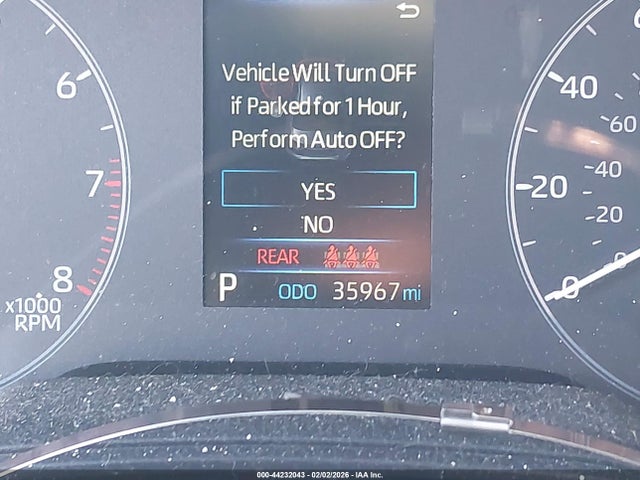 Vehicle Will Turn OFF
if Parked for 1 Hour,
Perform Auto OFF?
YES
NO
REAR
P ODO 35967 mi
6
7
8
x1000
RPM
40
60
20
40
20
0
0
000-44232043 - 02/02/2026 - IAA Inc.